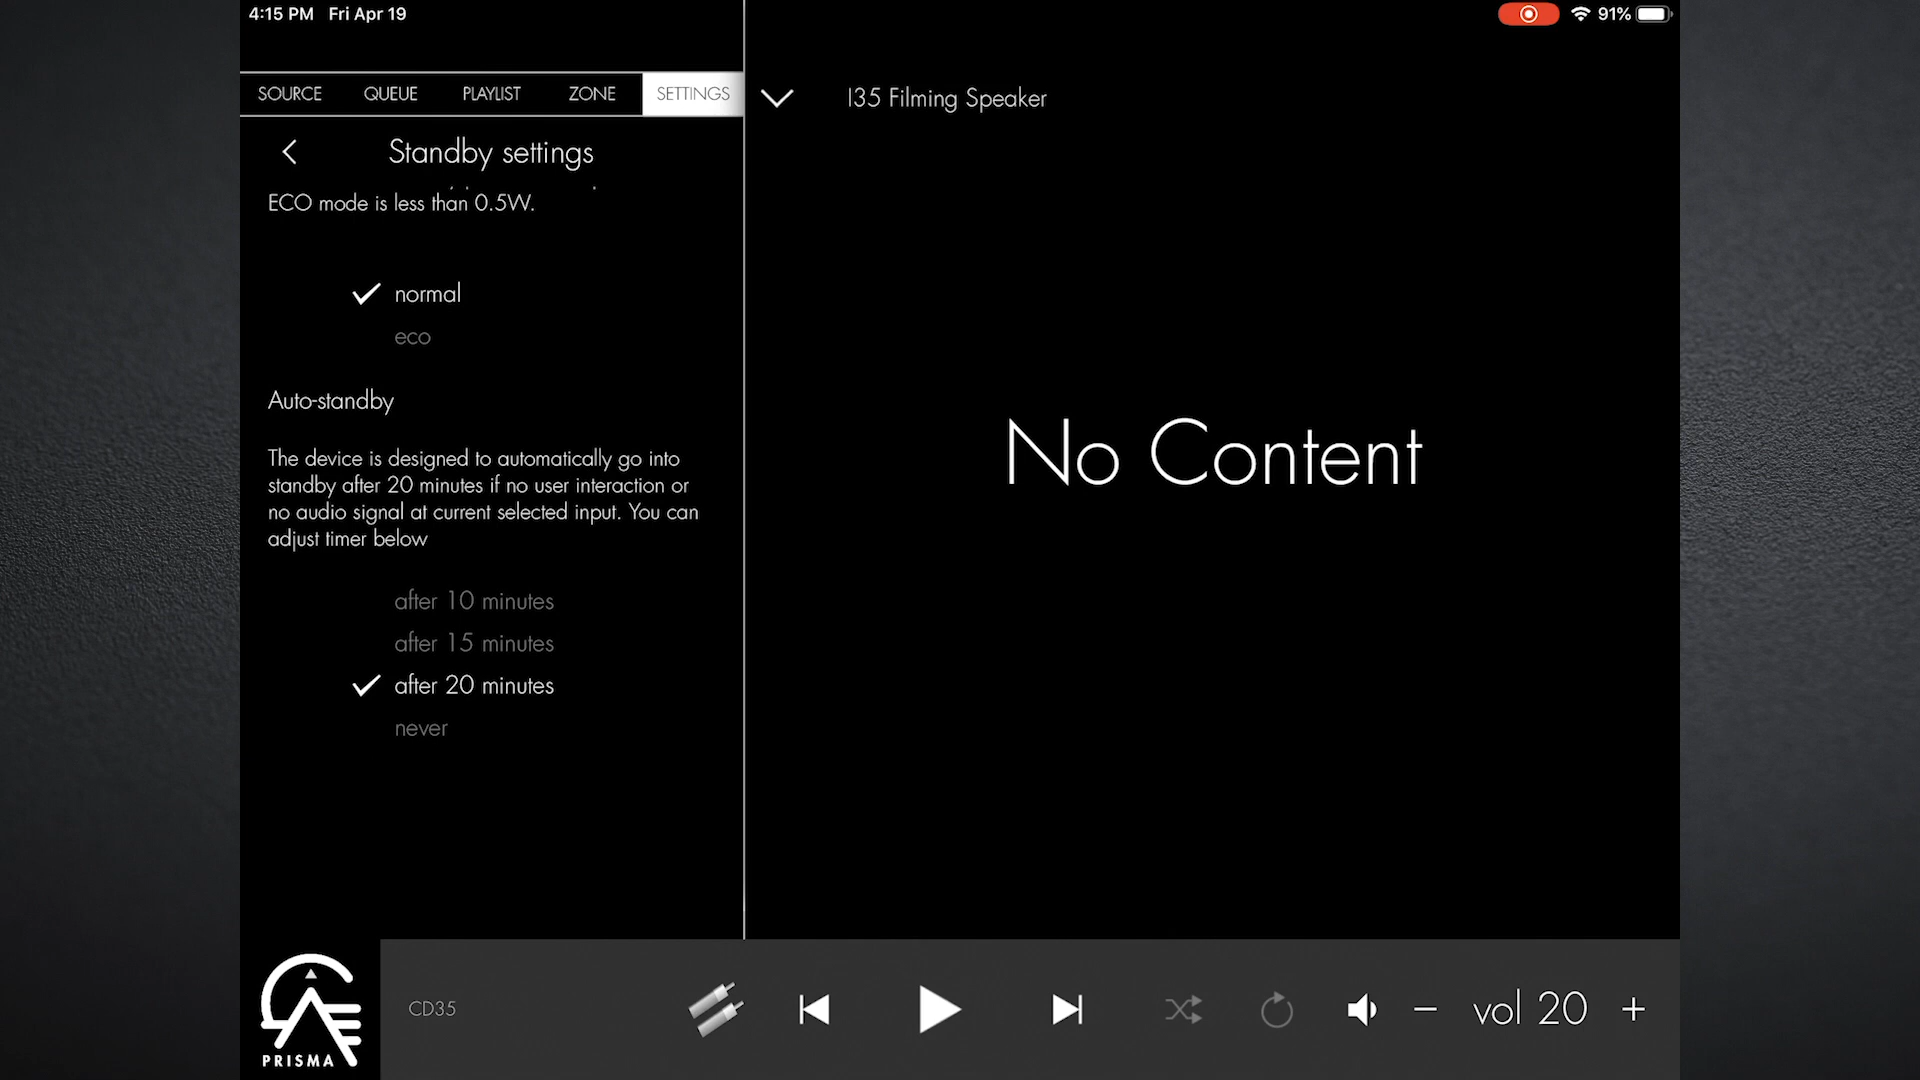 4:15 PM Fri Apr 19
91%
SOURCE QUEUE PLAYLIST ZONE SETTINGS
I35 Filming Speaker
Standby settings
ECO mode is less than 0.5W.
normal
eco
Auto-standby
The device is designed to automatically go into
standby after 20 minutes if no user interaction or
no audio signal at current selected input. You can
adjust timer below
after 10 minutes
after 15 minutes
after 20 minutes
never
No Content
PRISMA
CD35
vol 20